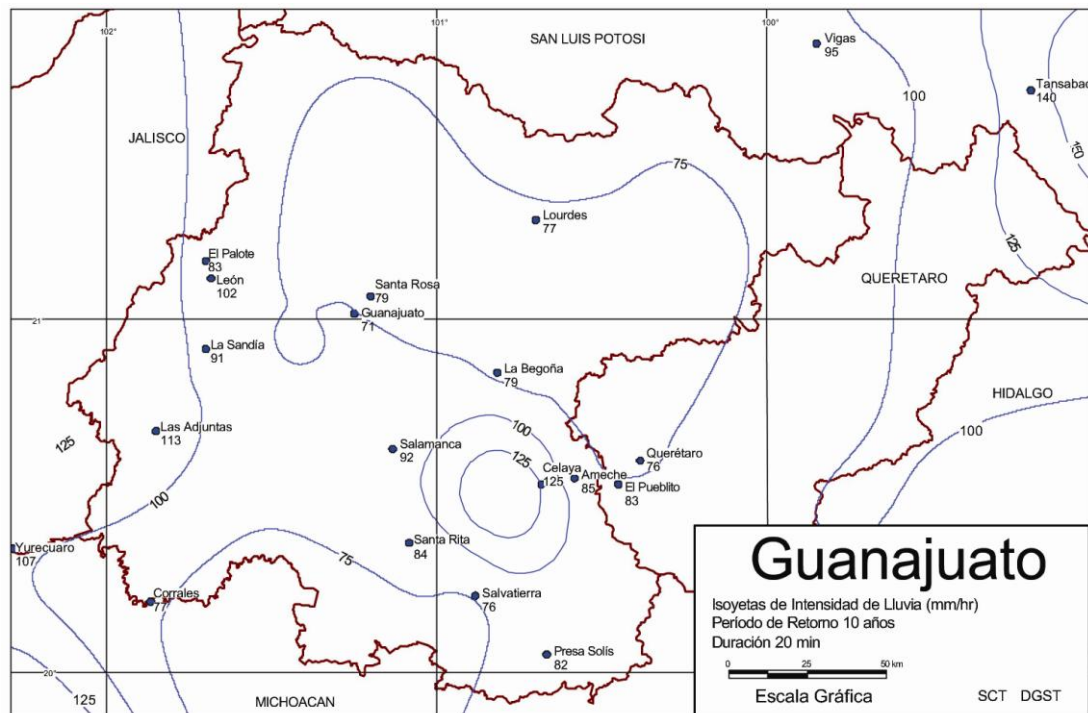 102°
101°
100°
SAN LUIS POTOSI
Vigas
95
Tansabac
140
100
150
JALISCO
75
Lourdes
77
125
El Palote
83
León
102
QUERETARO
Santa Rosa
79
21
Guanajuato
71
La Sandía
91
La Begoña
79
HIDALGO
100
125
Las Adjuntas
113
100
Salamanca
92
125
Celaya
125
Ameche
85
Querétaro
76
El Pueblito
83
100
Yurecuaro
107
Santa Rita
84
75
Corrales
77
Salvatierra
76
Presa Solís
82
20°
125
MICHOACAN
Guanajuato
Isoyetas de Intensidad de Lluvia (mm/hr)
Período de Retorno 10 años
Duración 20 min
0 25 50 km
Escala Gráfica
SCT DGST